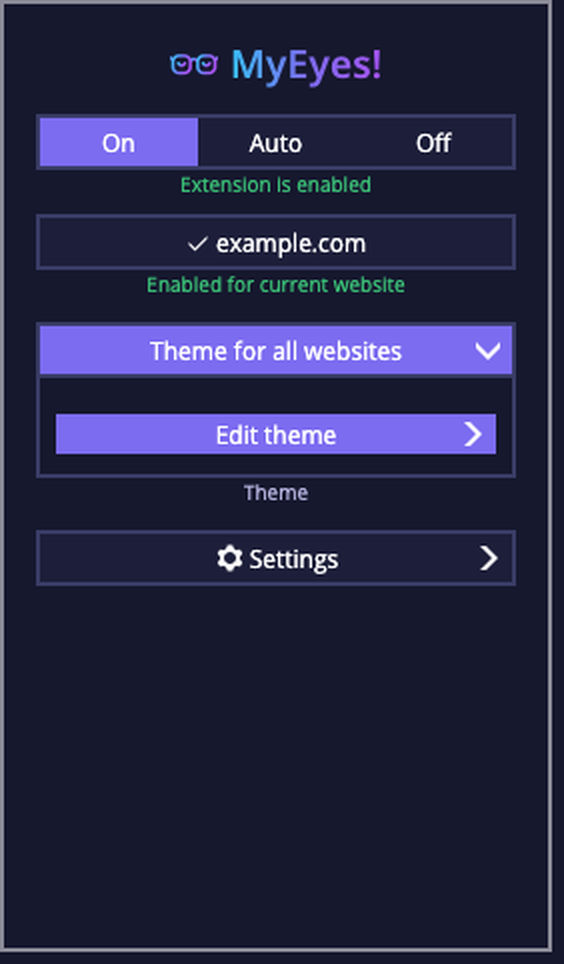 MyEyes!
On Auto Off
Extension is enabled
example.com
Enabled for current website
Theme for all websites
Edit theme
Theme
Settings